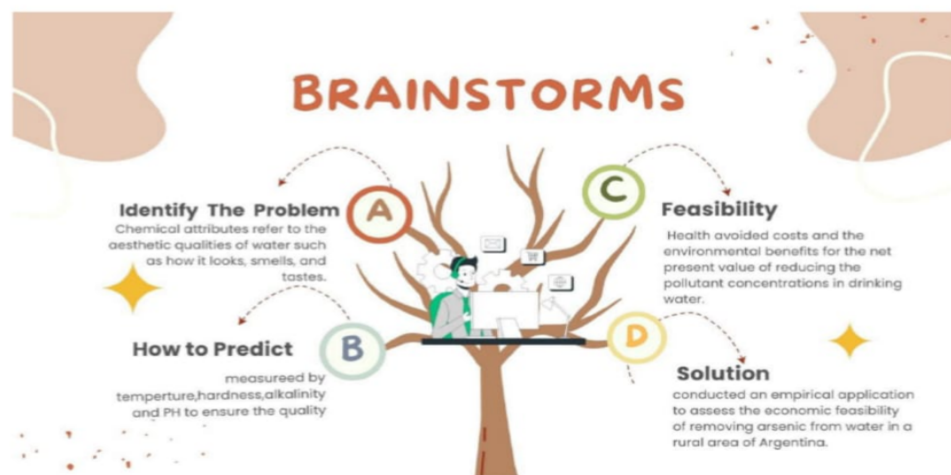 BRAINSTORMS
A
Identify The Problem
Chemical attributes refer to the
aesthetic qualities of water such
as how it looks, smells, and
tastes.
B
How to Predict
measureed by
temperture,hardness,alkalinity
and PH to ensure the quality
C
Feasibility
Health avoided costs and the
environmental benefits for the net
present value of reducing the
pollutant concentrations in drinking
water.
D
Solution
conducted an empirical application
to assess the economic feasibility
of removing arsenic from water in a
rural area of Argentina.